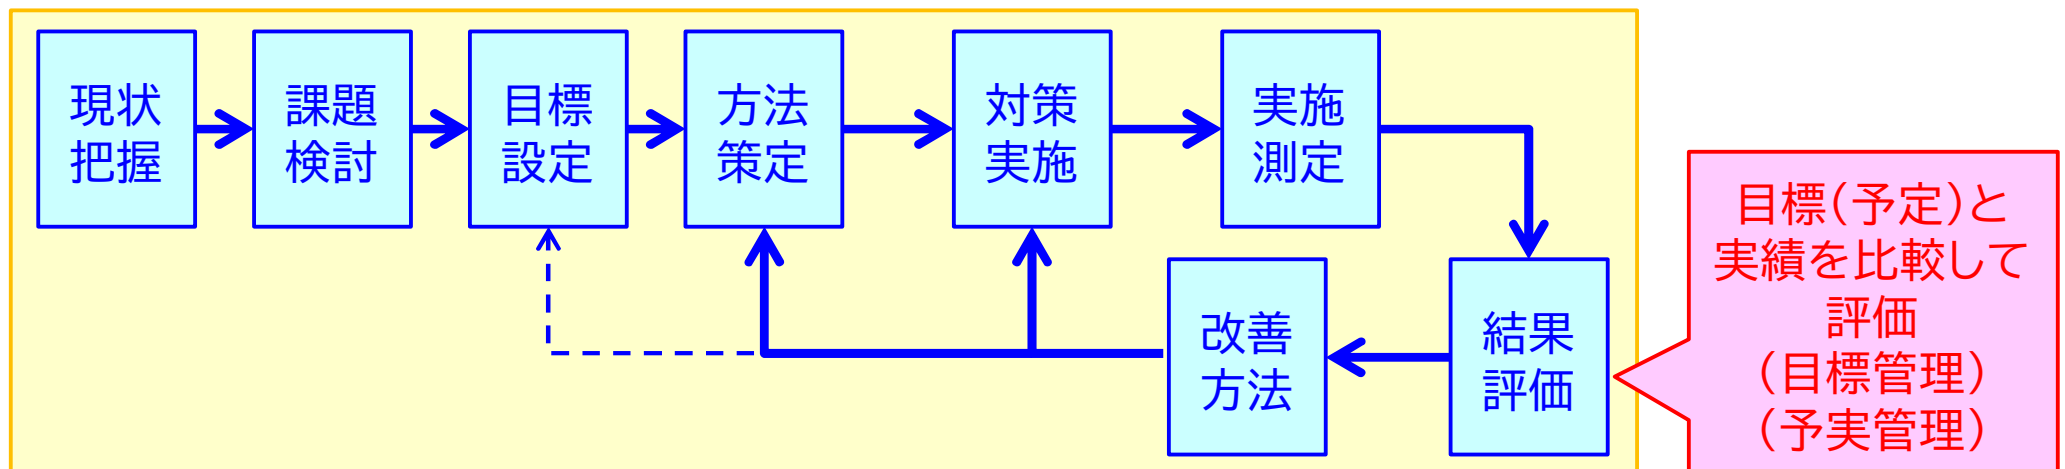 現状
把握
課題
検討
目標
設定
方法
策定
対策
実施
実施
測定
改善
方法
結果
評価
目標(予定)と
実績を比較して
評価
(目標管理)
(予実管理)